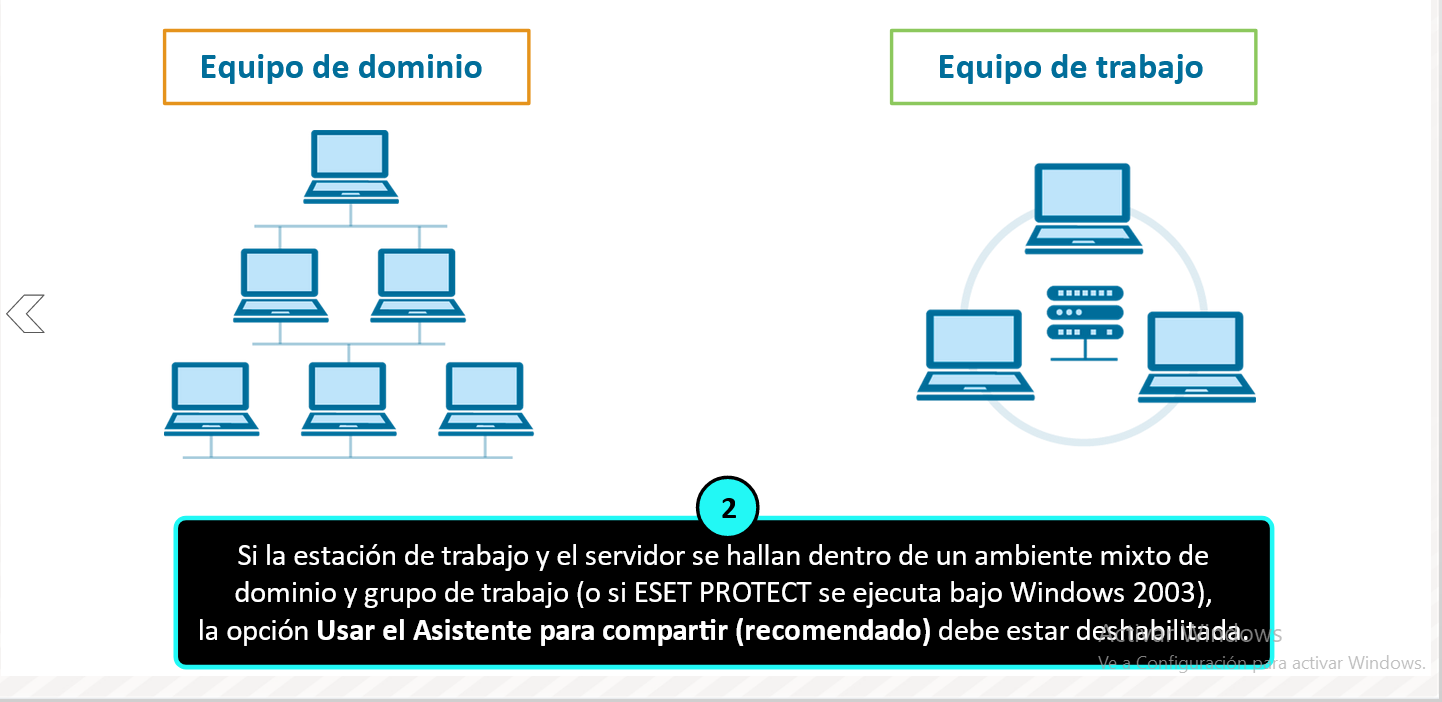 Equipo de dominio
Equipo de trabajo
2
Si la estación de trabajo y el servidor se hallan dentro de un ambiente mixto de
dominio y grupo de trabajo (o si ESET PROTECT se ejecuta bajo Windows 2003),
la opción Usar el Asistente para compartir (recomendado) debe estar deshabilitada.
Activar Windows
Ve a Configuración para activar Windows.